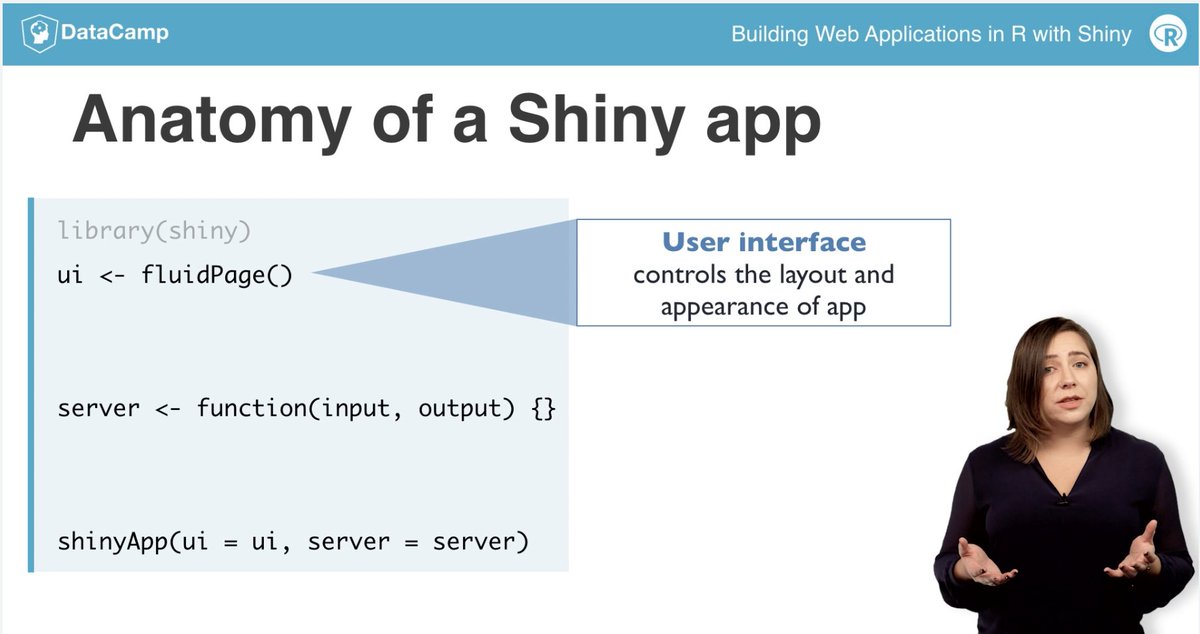 DataCamp
Building Web Applications in R with Shiny
R
Anatomy of a Shiny app
library(shiny)
ui <- fluidPage()
User interface
controls the layout and
appearance of app
server <- function(input, output) {}
shinyApp(ui = ui, server = server)